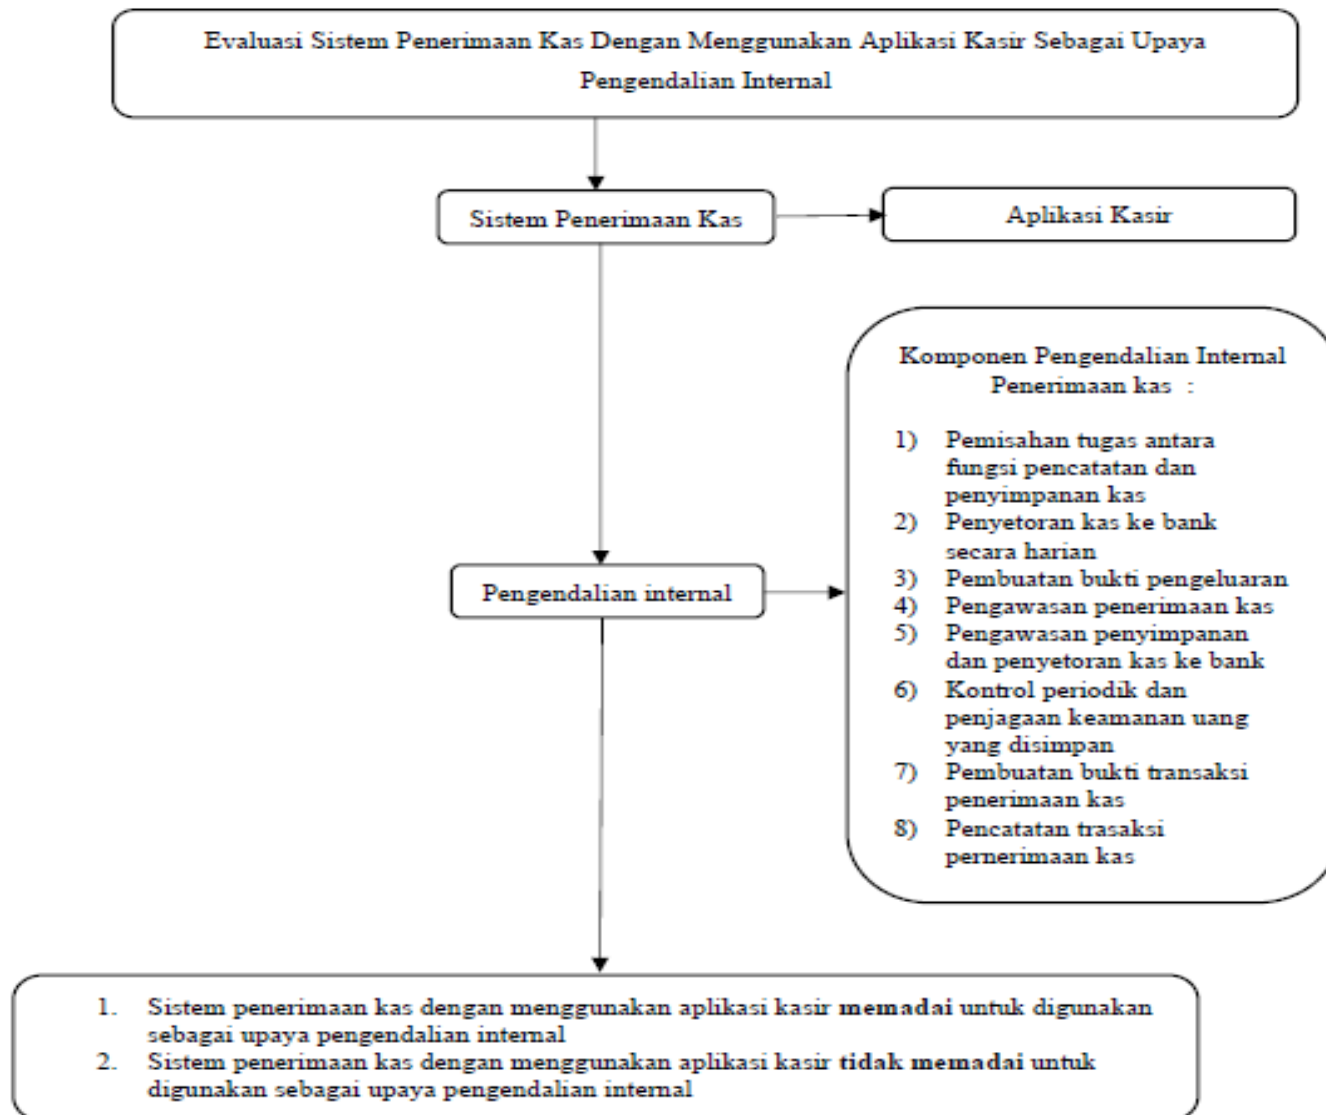 Evaluasi Sistem Penerimaan Kas Dengan Menggunakan Aplikasi Kasir Sebagai Upaya
Pengendalian Internal
Sistem Penerimaan Kas
Aplikasi Kasir
Komponen Pengendalian Internal
Penerimaan kas :
1) Pemisahan tugas antara
fungsi pencatatan dan
penyimpanan kas
2) Penyetoran kas ke bank
secara harian
3) Pembuatan bukti pengeluaran
4) Pengawasan penerimaan kas
5) Pengawasan penyimpanan
dan penyetoran kas ke bank
6) Kontrol periodik dan
penjagaan keamanan uang
yang disimpan
7) Pembuatan bukti transaksi
penerimaan kas
8) Pencatatan trasaksi
pernerimaan kas
Pengendalian internal
1. Sistem penerimaan kas dengan menggunakan aplikasi kasir memadai untuk digunakan
sebagai upaya pengendalian internal
2. Sistem penerimaan kas dengan menggunakan aplikasi kasir tidak memadai untuk
digunakan sebagai upaya pengendalian internal